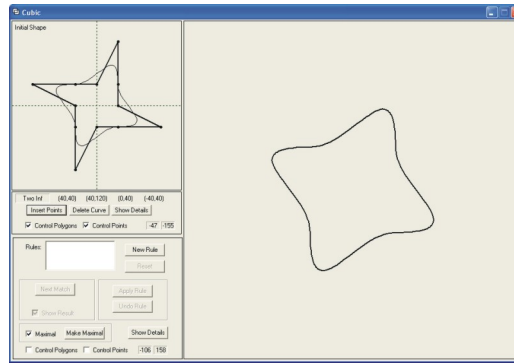 Cubic
Initial Shape
Two Inf (40,40) (40,120) (0,40) (-40,40)
Insert Points Delete Curve Show Details
Control Polygons Control Points -47 -155
Rules: New Rule
Reset
Next Match Apply Rule
Show Result Undo Rule
Maximal Make Maximal Show Details
Control Polygons Control Points -106 158